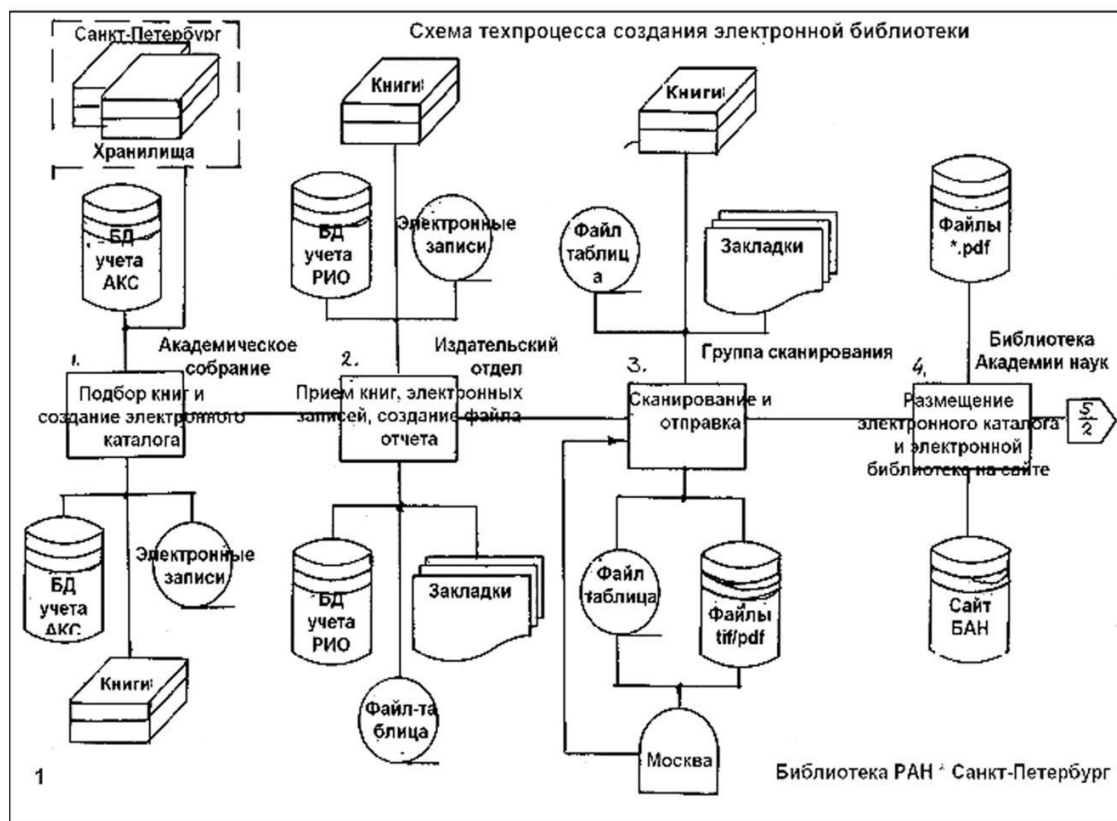 Санкт-Петербург
Схема техпроцесса создания электронной библиотеки
Хранилища
Книги
Книги
БД
учета
АКС
БД
учета
РИО
Электронные
записи
Файл
таблиц
а
Закладки
Файлы
*.pdf
1.
Академическое
собрание
Подбор книг и
создание электронного
каталога
2.
Издательский
отдел
Прием книг, электронных
записей, создание файла
отчета
3.
Группа сканирования
Сканирование и
отправка
4.
Библиотека
Академии наук
Размещение
электронного каталога
и электронной
библиотеке на сайте
5/2
БД
учета
АКС
Электронные
записи
Книги
БД
учета
РИО
Закладки
Файл-та
блица
Файл
таблица
Файлы
tif/pdf
Москва
Сайт
БАН
1
Библиотека РАН * Санкт-Петербург